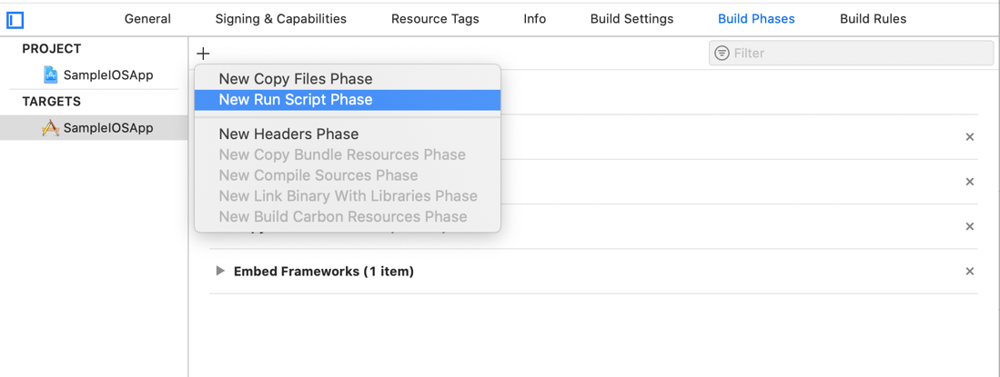 General Signing & Capabilities Resource Tags Info Build Settings Build Phases Build Rules
PROJECT
SampleIOSApp
TARGETS
SampleIOSApp
Filter
New Copy Files Phase
New Run Script Phase
New Headers Phase
New Copy Bundle Resources Phase
New Compile Sources Phase
New Link Binary With Libraries Phase
New Build Carbon Resources Phase
Embed Frameworks (1 item)